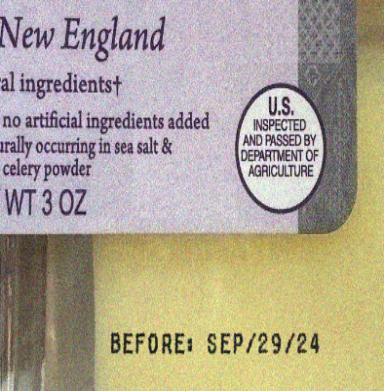 New England
al ingredients†
no artificial ingredients added
urally occurring in sea salt &
celery powder
WT 3 OZ
U.S.
INSPECTED
AND PASSED BY
DEPARTMENT OF
AGRICULTURE
BEFORE: SEP/29/24